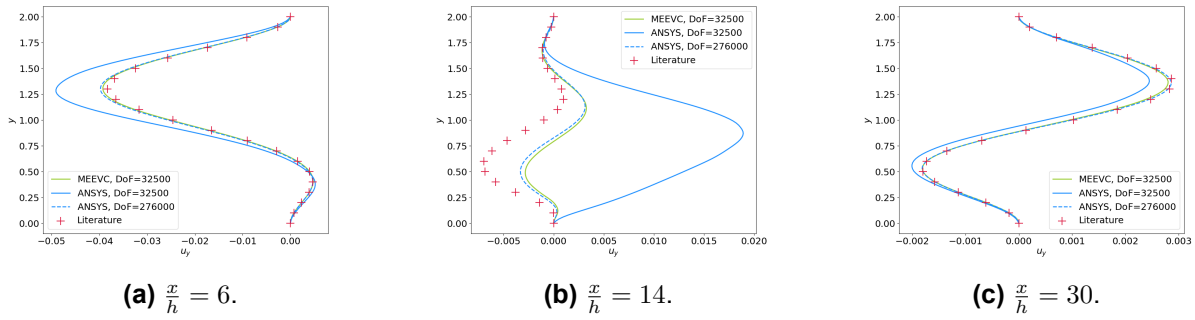 2.00
1.75
1.50
1.25
1.00
0.75
0.50
0.25
0.00
y
MEEVC, DoF=32500
ANSYS, DoF=32500
ANSYS, DoF=276000
Literature
−0.05 −0.04 −0.03 −0.02 −0.01 0.00
u_y
(a) x/h = 6.
2.00
1.75
1.50
1.25
1.00
0.75
0.50
0.25
0.00
y
MEEVC, DoF=32500
ANSYS, DoF=32500
ANSYS, DoF=276000
Literature
−0.005 0.000 0.005 0.010 0.015 0.020
u_y
(b) x/h = 14.
2.00
1.75
1.50
1.25
1.00
0.75
0.50
0.25
0.00
y
MEEVC, DoF=32500
ANSYS, DoF=32500
ANSYS, DoF=276000
Literature
−0.002 −0.001 0.000 0.001 0.002 0.003
u_y
(c) x/h = 30.